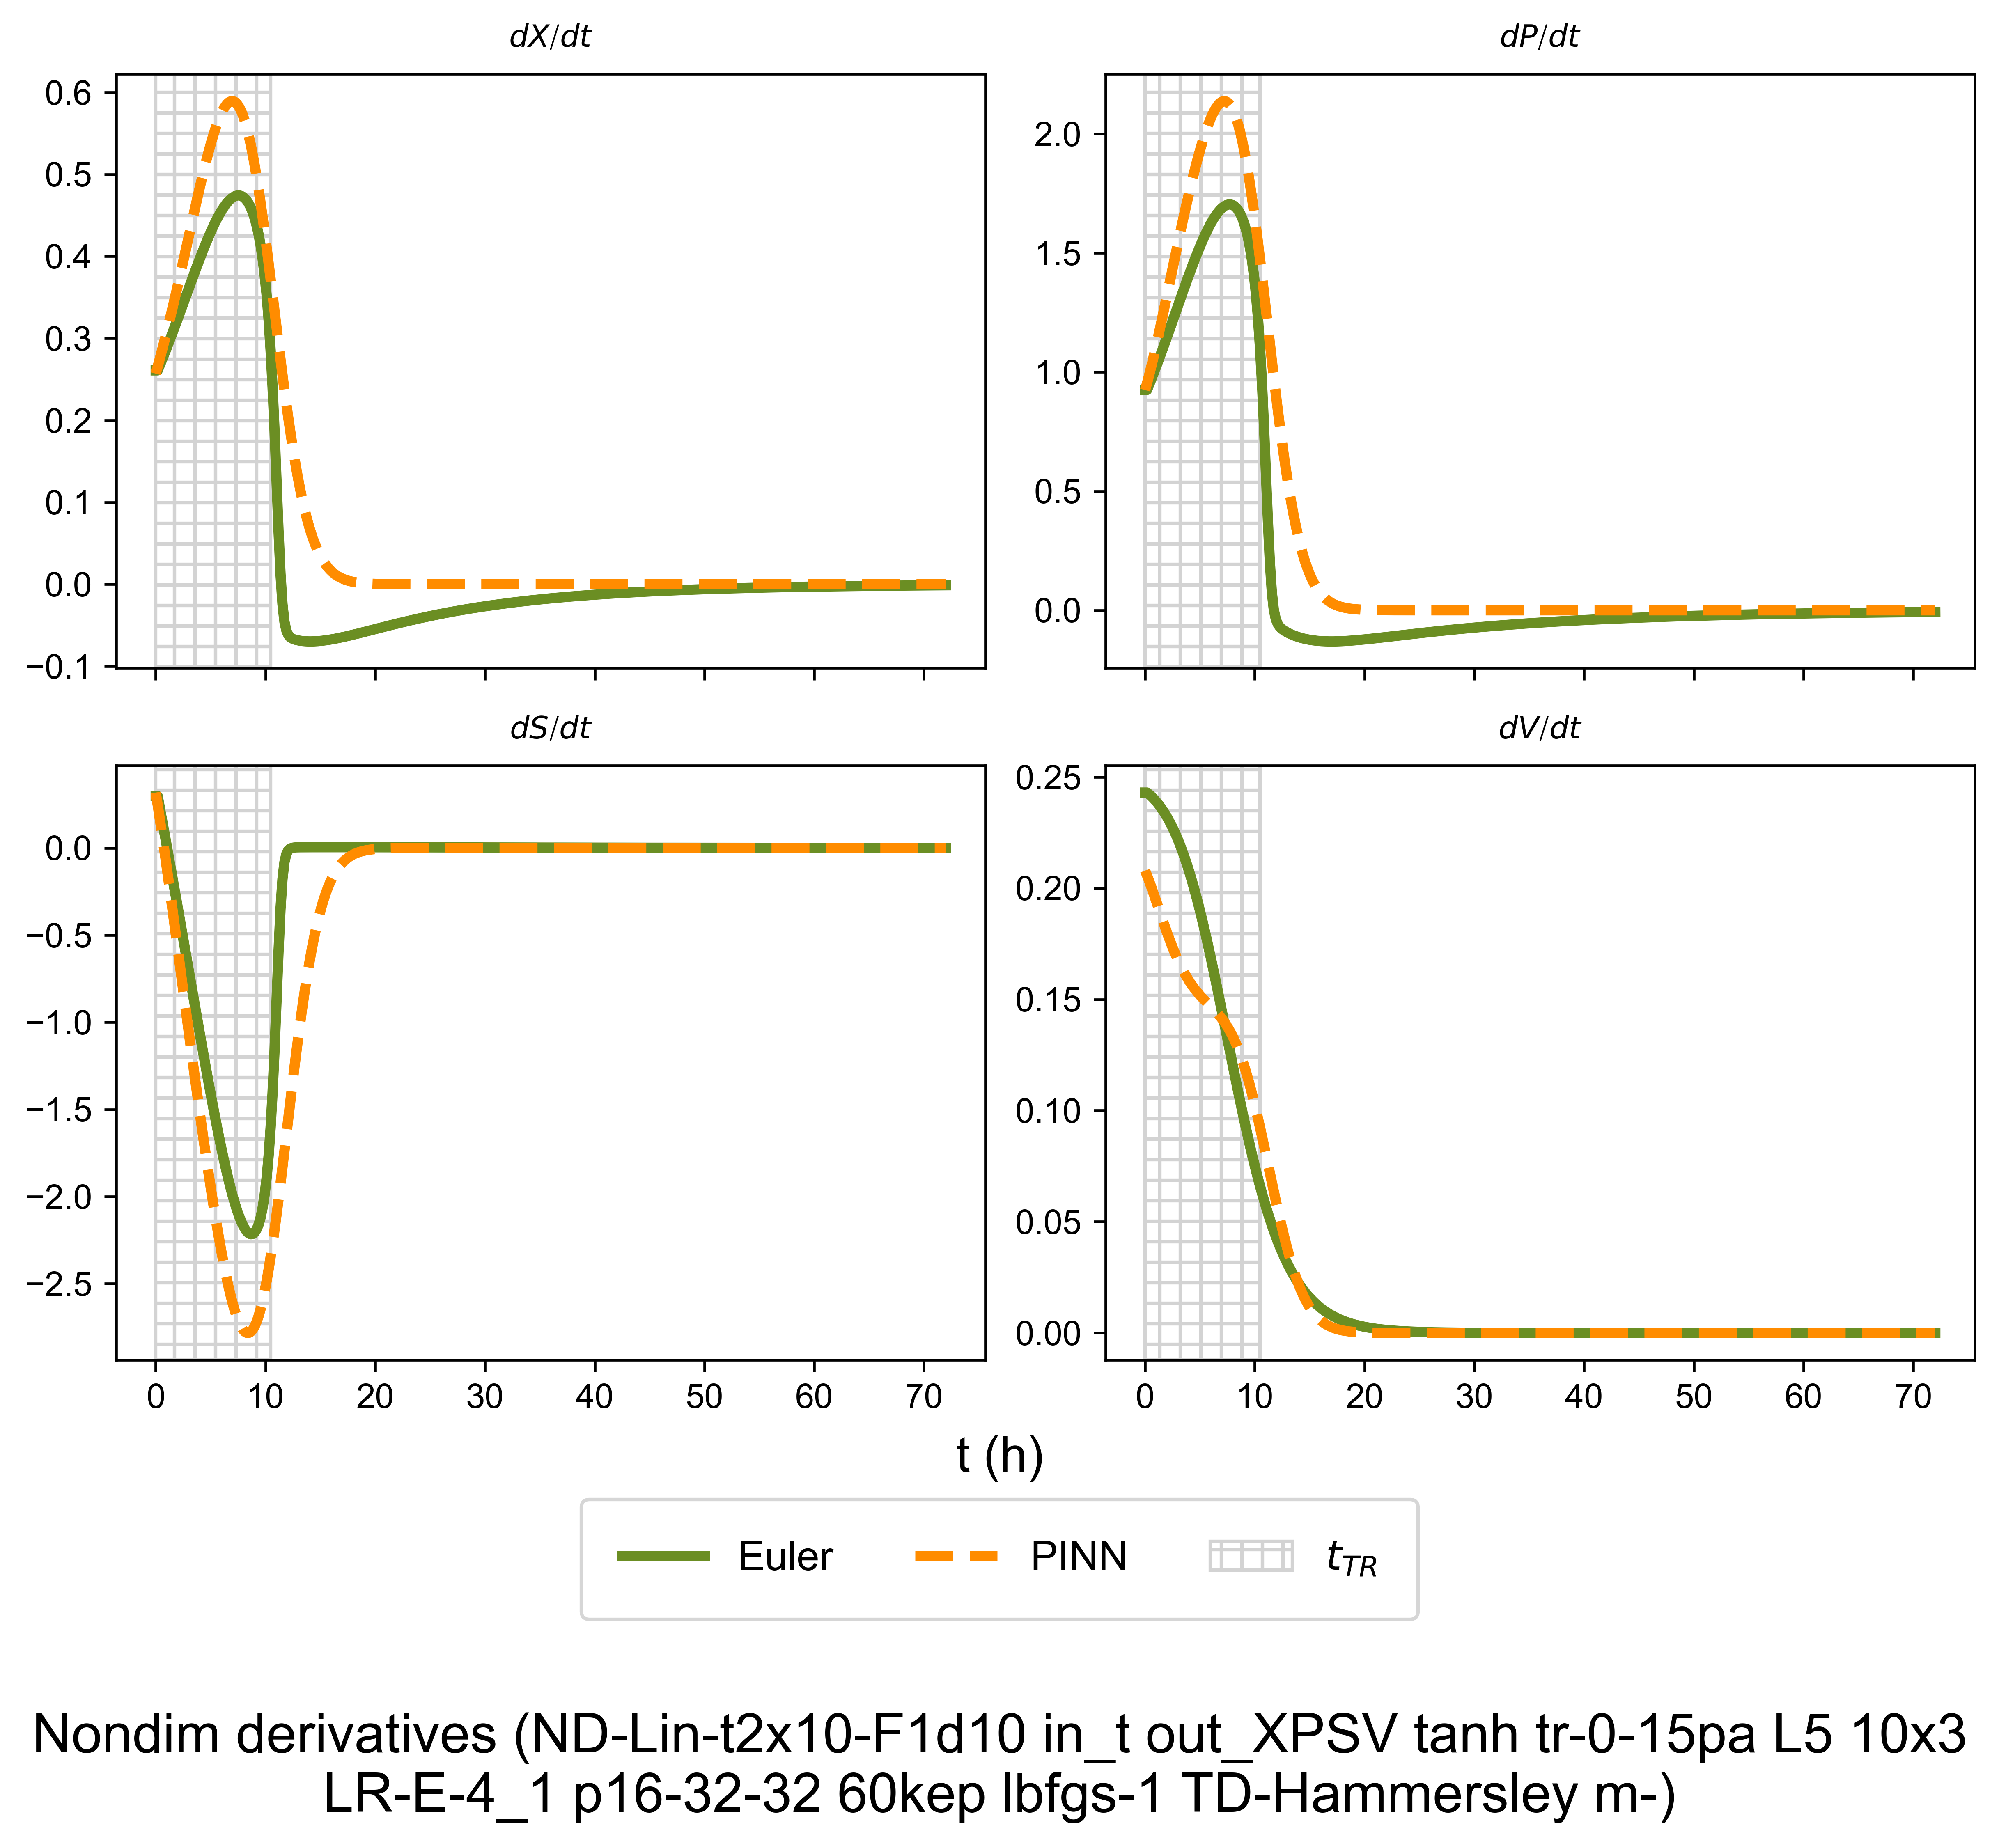 dX/dt
dP/dt
0.6
0.5
0.4
0.3
0.2
0.1
0.0
−0.1
2.0
1.5
1.0
0.5
0.0
dS/dt
dV/dt
0.0
−0.5
−1.0
−1.5
−2.0
−2.5
0.25
0.20
0.15
0.10
0.05
0.00
0 10 20 30 40 50 60 70
0 10 20 30 40 50 60 70
t (h)
Euler PINN t_TR
Nondim derivatives (ND-Lin-t2x10-F1d10 in_t out_XPSV tanh tr-0-15pa L5 10x3
LR-E-4_1 p16-32-32 60kep lbfgs-1 TD-Hammersley m-)